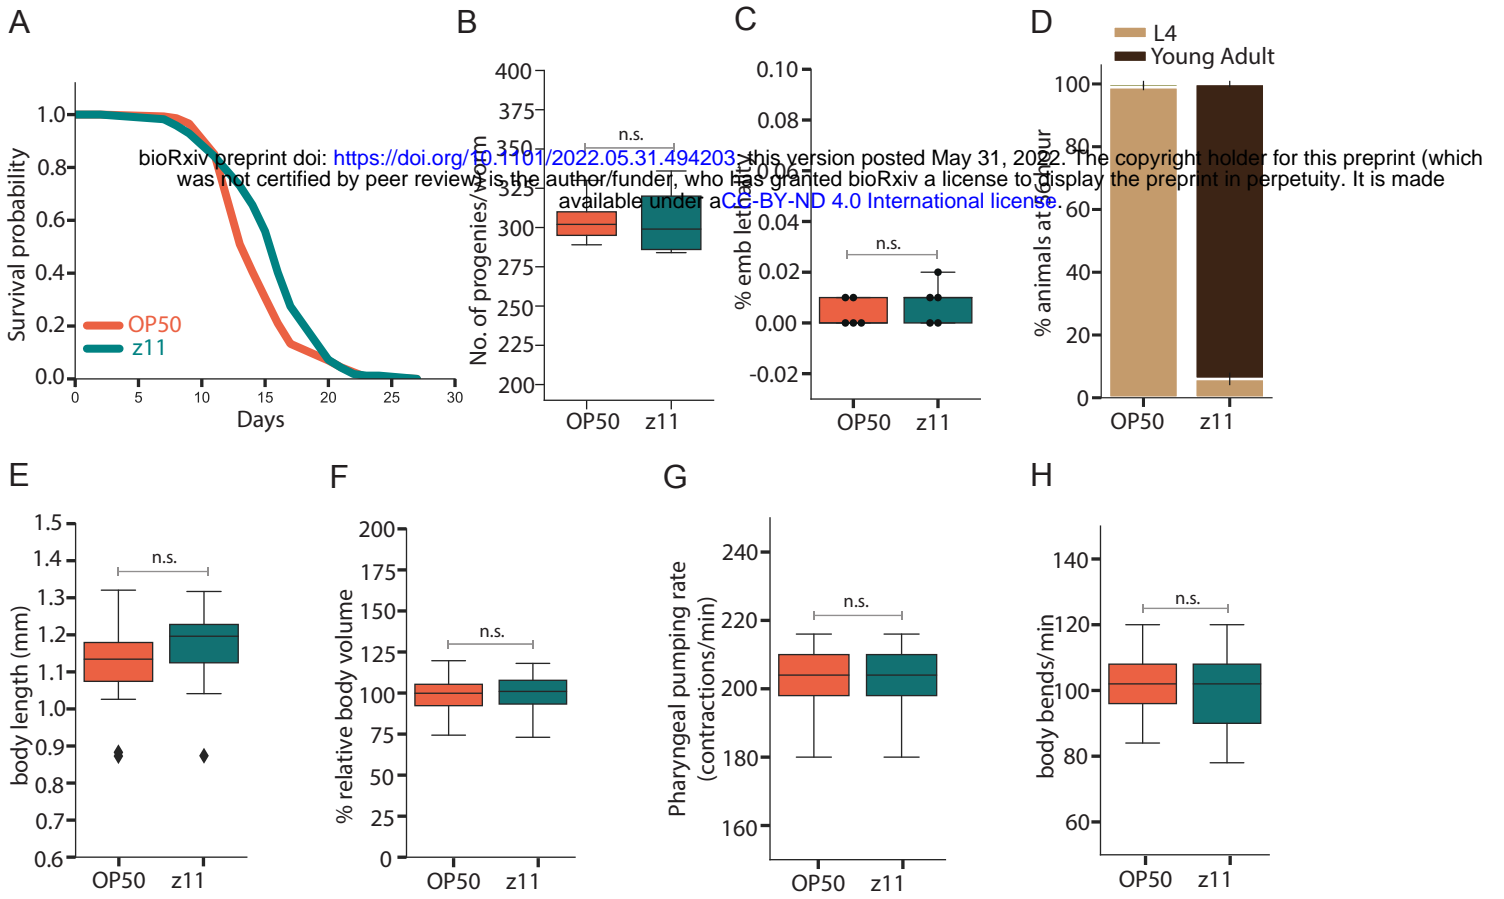 A
B
C
D
L4
Young Adult
Survival probability
1.0
0.8
0.6
0.4
0.2
0.0
OP50
z11
0 5 10 15 20 25 30
Days
No. of progenies/worm
400
375
350
325
300
275
250
225
200
n.s.
OP50 z11
% emb lethality
0.10
0.08
0.06
0.04
0.02
0.00
-0.02
n.s.
OP50 z11
% animals at 56 hour
100
80
60
40
20
0
OP50 z11
bioRxiv preprint doi: https://doi.org/10.1101/2022.05.31.494203; this version posted May 31, 2022. The copyright holder for this preprint (which
was not certified by peer review) is the author/funder, who has granted bioRxiv a license to display the preprint in perpetuity. It is made
available under aCC-BY-ND 4.0 International license.
E
F
G
H
body length (mm)
1.5
1.4
1.3
1.2
1.1
1.0
0.9
0.8
0.7
0.6
n.s.
OP50 z11
% relative body volume
200
175
150
125
100
75
50
25
0
n.s.
OP50 z11
Pharyngeal pumping rate
(contractions/min)
240
220
200
180
160
n.s.
OP50 z11
body bends/min
140
120
100
80
60
n.s.
OP50 z11